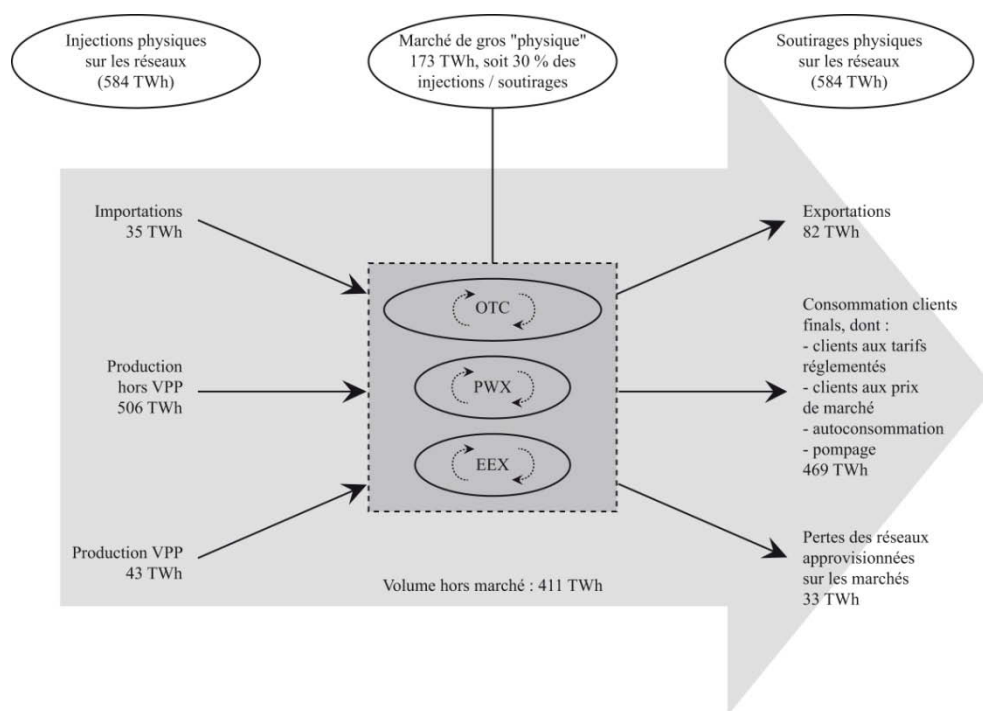 Injections physiques
sur les réseaux
(584 TWh)
Marché de gros "physique"
173 TWh, soit 30 % des
injections / soutirages
Soutirages physiques
sur les réseaux
(584 TWh)
Importations
35 TWh
Production
hors VPP
506 TWh
Production VPP
43 TWh
OTC
PWX
EEX
Volume hors marché : 411 TWh
Exportations
82 TWh
Consommation clients
finals, dont :
- clients aux tarifs
réglementés
- clients aux prix
de marché
- autoconsommation
- pompage
469 TWh
Pertes des réseaux
approvisionnées
sur les marchés
33 TWh